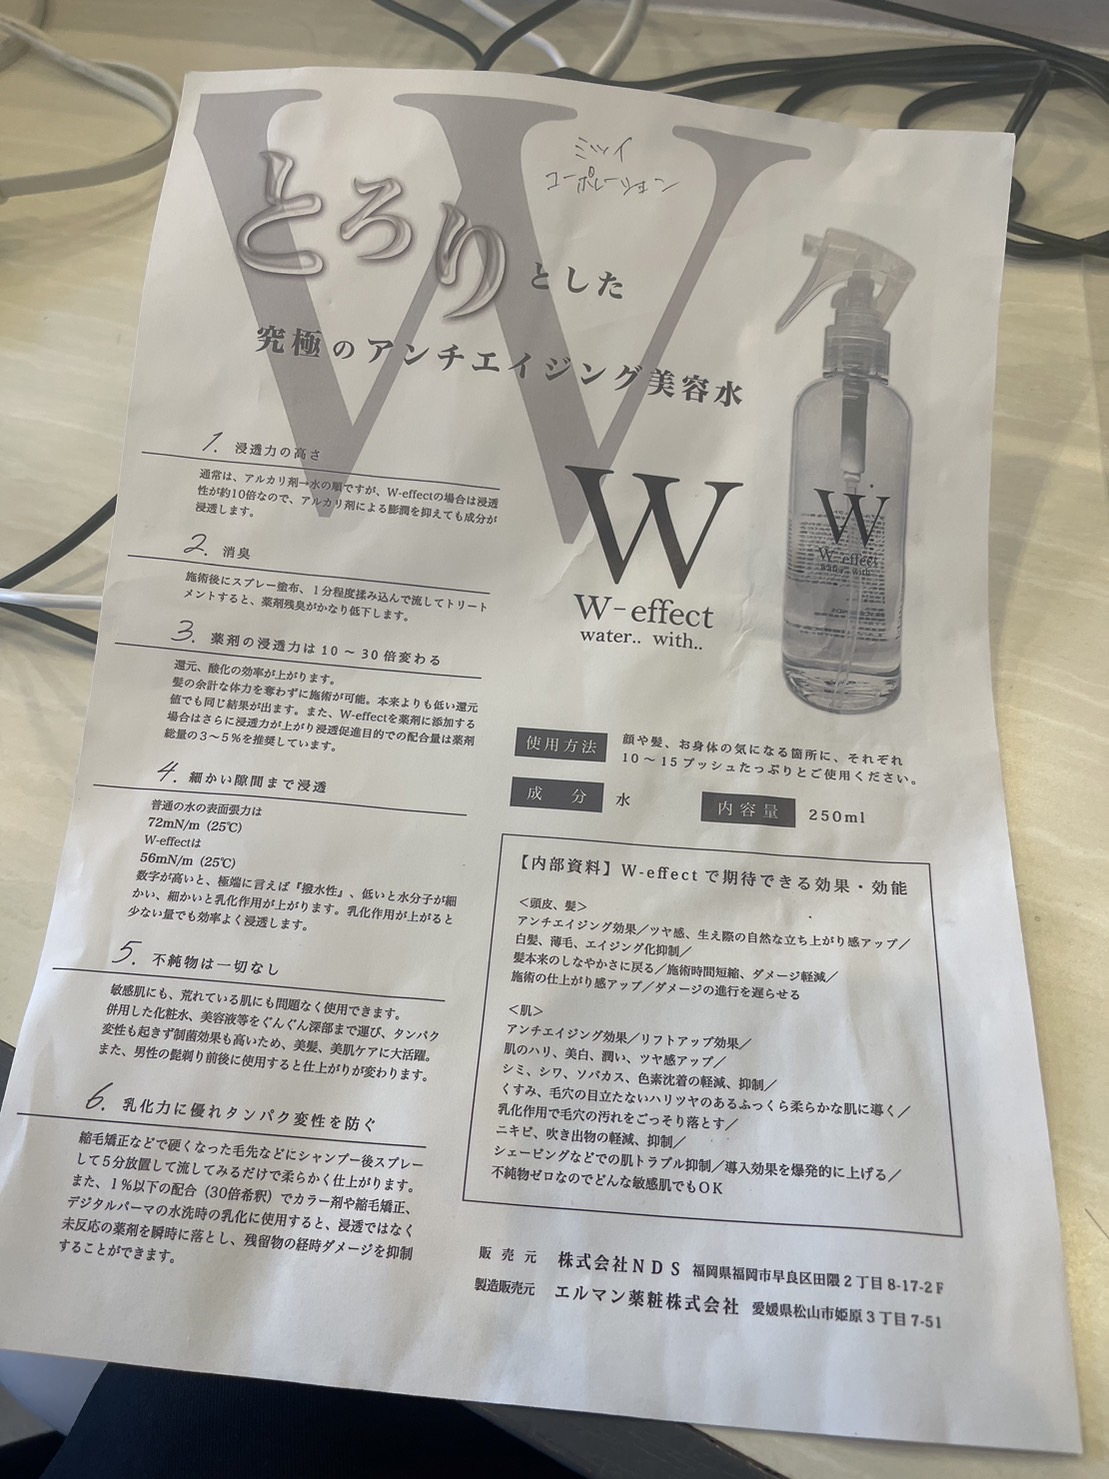 とろりとした
究極のアンチエイジング美容水
1. 浸透力の高さ
通常は、アルカリ剤→水の順ですが、W-effectの場合は浸透
性が約10倍なので、アルカリ剤による膨潤を抑えても成分が
浸透します。
2. 消臭
施術後にスプレー塗布、1分程度揉み込んで流してトリート
メントすると、薬剤残臭がかなり低下します。
3. 薬剤の浸透力は10～30倍変わる
還元、酸化の効率が上がります。
髪の余計な体力を奪わずに施術が可能。本来よりも低い還元
値でも同じ結果が出ます。また、W-effectを薬剤に添加する
場合はさらに浸透力が上がり浸透促進目的での配合量は薬剤
総量の3～5％を推奨しています。
4. 細かい隙間まで浸透
普通の水の表面張力は
72mN/m（25℃）
W-effectは
56mN/m（25℃）
数字が高いと、極端に言えば『撥水性』、低いと水分子が細
かい、細かいと乳化作用が上がります。乳化作用が上がると
少ない量でも効率よく浸透します。
5. 不純物は一切なし
敏感肌にも、荒れている肌にも問題なく使用できます。
併用した化粧水、美容液等をぐんぐん深部まで運び、タンパク
変性も起きず制菌効果も高いため、美髪、美肌ケアに大活躍。
また、男性の髭剃り前後に使用すると仕上がりが変わります。
6. 乳化力に優れタンパク変性を防ぐ
縮毛矯正などで硬くなった毛先などにシャンプー後スプレー
して5分放置して流してみるだけで柔らかく仕上がります。
また、1％以下の配合（30倍希釈）でカラー剤や縮毛矯正、
デジタルパーマの水洗時の乳化に使用すると、浸透ではなく
未反応の薬剤を瞬時に落とし、残留物の経時ダメージを抑制
することができます。
W
W-effect
water.. with..
W
W-effect
water.. with..
使用方法 顔や髪、お身体の気になる箇所に、それぞれ
10～15プッシュたっぷりとご使用ください。
成 分 水 内容量 250ml
【内部資料】W-effectで期待できる効果・効能
＜頭皮、髪＞
アンチエイジング効果／ツヤ感、生え際の自然な立ち上がり感アップ／
白髪、薄毛、エイジング化抑制／
髪本来のしなやかさに戻る／施術時間短縮、ダメージ軽減／
施術の仕上がり感アップ／ダメージの進行を遅らせる
＜肌＞
アンチエイジング効果／リフトアップ効果／
肌のハリ、美白、潤い、ツヤ感アップ／
シミ、シワ、ソバカス、色素沈着の軽減、抑制／
くすみ、毛穴の目立たないハリツヤのあるふっくら柔らかな肌に導く／
乳化作用で毛穴の汚れをごっそり落とす／
ニキビ、吹き出物の軽減、抑制／
シェービングなどでの肌トラブル抑制／導入効果を爆発的に上げる／
不純物ゼロなのでどんな敏感肌でもOK
販売元 株式会社NDS 福岡県福岡市早良区田隈2丁目8-17-2F
製造販売元 エルマン薬粧株式会社 愛媛県松山市姫原3丁目7-51